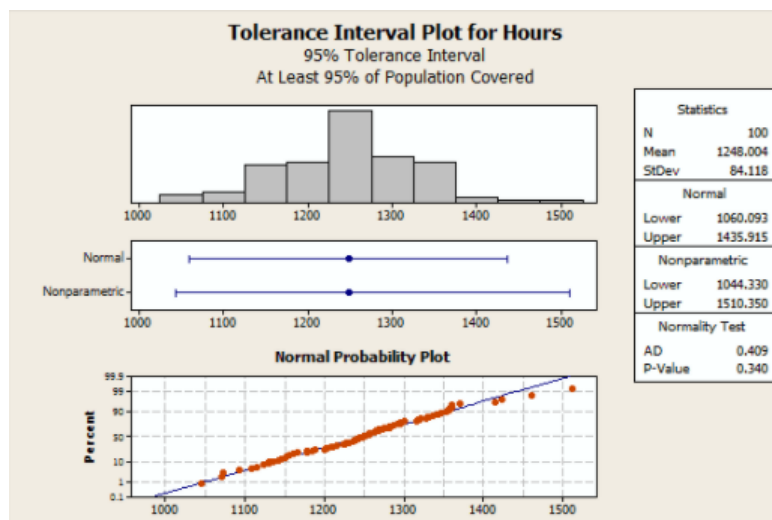 Tolerance Interval Plot for Hours
95% Tolerance Interval
At Least 95% of Population Covered
1000 1100 1200 1300 1400 1500
Normal
Nonparametric
1000 1100 1200 1300 1400 1500
Normal Probability Plot
Percent
99.9
99
90
50
10
1
0.1
1000 1100 1200 1300 1400 1500
Statistics
N 100
Mean 1248.004
StDev 84.118
Normal
Lower 1060.093
Upper 1435.915
Nonparametric
Lower 1044.330
Upper 1510.350
Normality Test
AD 0.409
P-Value 0.340